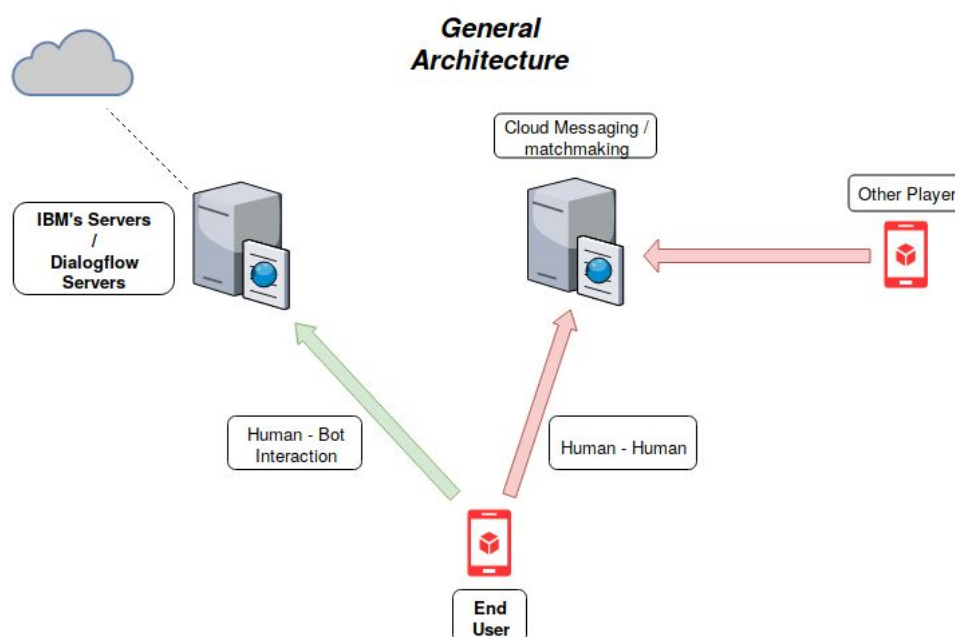 General
Architecture
Cloud Messaging /
matchmaking
Other Player
IBM's Servers
/
Dialogflow
Servers
Human - Bot
Interaction
Human - Human
End
User